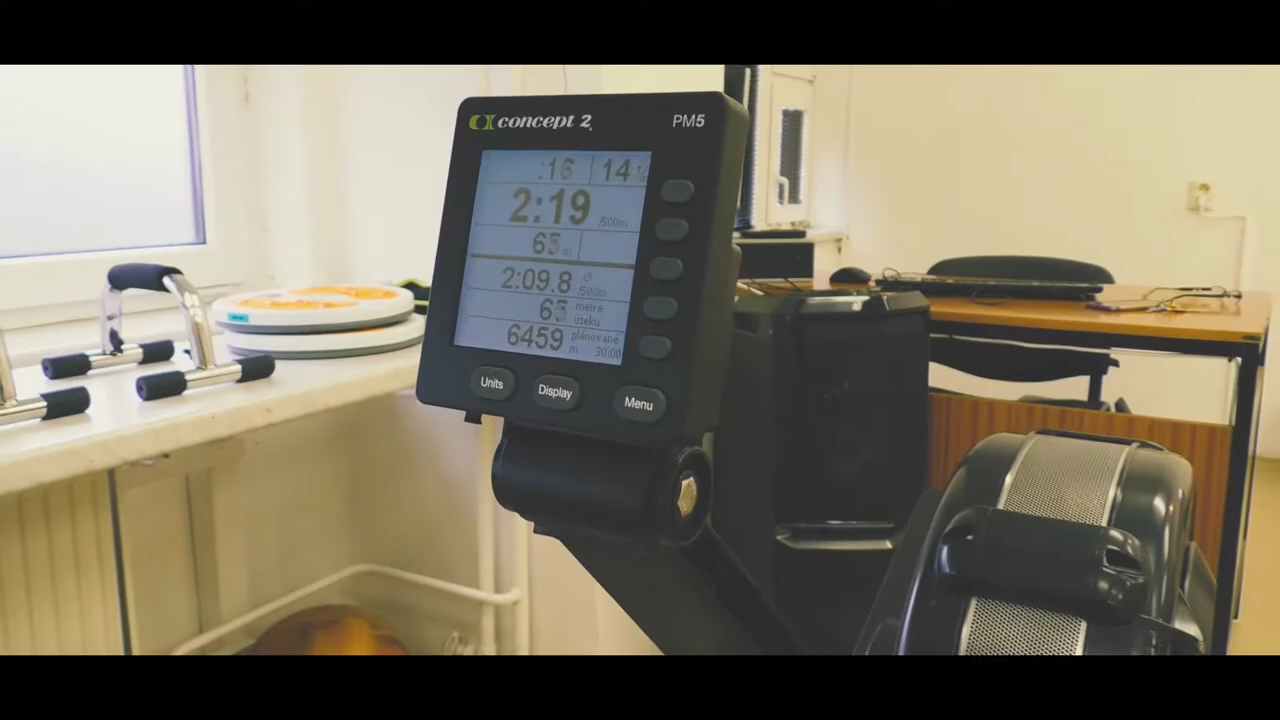 concept 2
PM5
:16 14
2:19 /500m
65 m
2:09.8 /500m
65 metre úseku
6459 m plánované 30:00
Units Display Menu